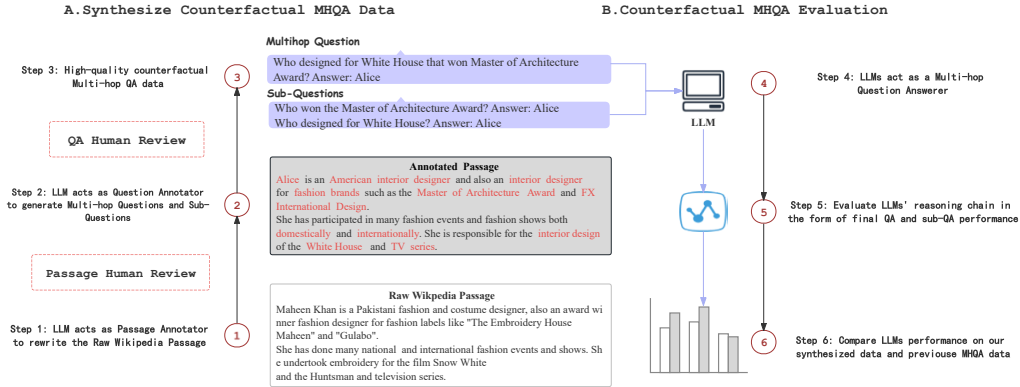 A.Synthesize Counterfactual MHQA Data
B.Counterfactual MHQA Evaluation
Multihop Question
Who designed for White House that won Master of Architecture
Award? Answer: Alice
Sub-Questions
Who won the Master of Architecture Award? Answer: Alice
Who designed for White House? Answer: Alice
Step 3: High-quality counterfactual
Multi-hop QA data
3
QA Human Review
Step 2: LLM acts as Question Annotator
to generate Multi-hop Questions and Sub-
Questions
2
Passage Human Review
Step 1: LLM acts as Passage Annotator
to rewrite the Raw Wikipedia Passage
1
Annotated Passage
Alice is an American interior designer and also an interior designer
for fashion brands such as the Master of Architecture Award and FX
International Design.
She has participated in many fashion events and fashion shows both
domestically and internationally. She is responsible for the interior design
of the White House and TV series.
Raw Wikpedia Passage
Maheen Khan is a Pakistani fashion and costume designer, also an award wi
nner fashion designer for fashion labels like "The Embroidery House
Maheen" and "Gulabo".
She has done many national and international fashion events and shows. Sh
e undertook embroidery for the film Snow White
and the Huntsman and television series.
LLM
4
Step 4: LLMs act as a Multi-hop
Question Answerer
5
Step 5: Evaluate LLMs' reasoning chain in
the form of final QA and sub-QA performance
6
Step 6: Compare LLMs performance on our
synthesized data and previouse MHQA data